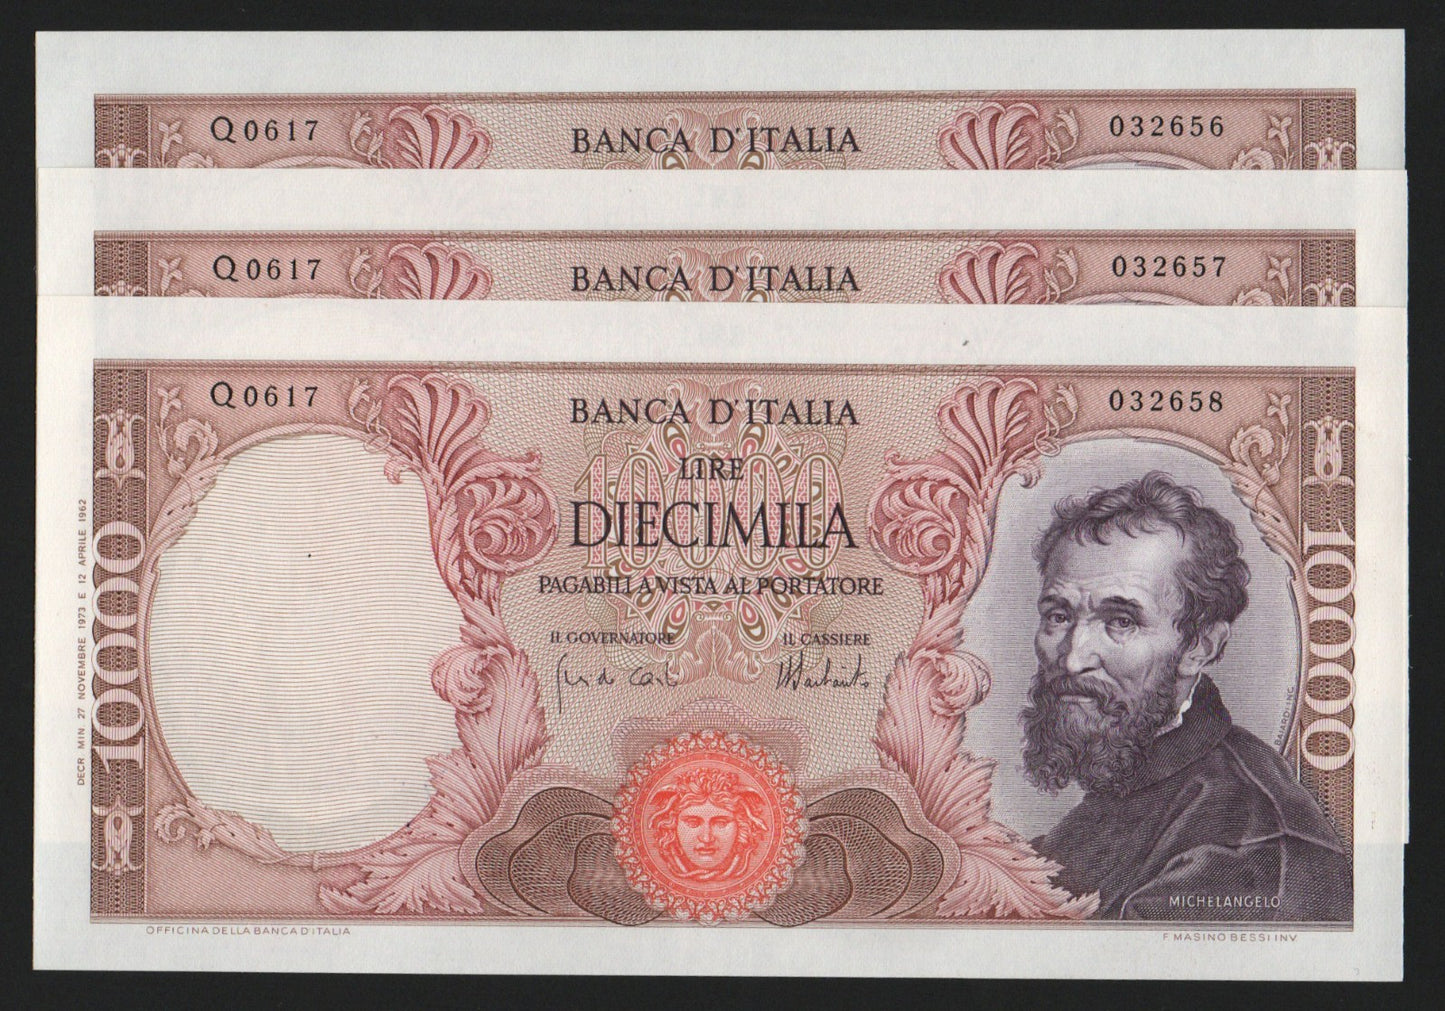 Q0617 BANCA D'ITALIA 032656
Q0617 BANCA D'ITALIA 032657
Q0617 BANCA D'ITALIA 032658
10000
LIRE
DIECIMILA
PAGABILI A VISTA AL PORTATORE
IL GOVERNATORE IL CASSIERE
DECR MIN 27 NOVEMBRE 1973 E 12 APRILE 1962
10000
10000
MICHELANGELO
OFFICINA DELLA BANCA D'ITALIA
F. MASINO BESSI INV.